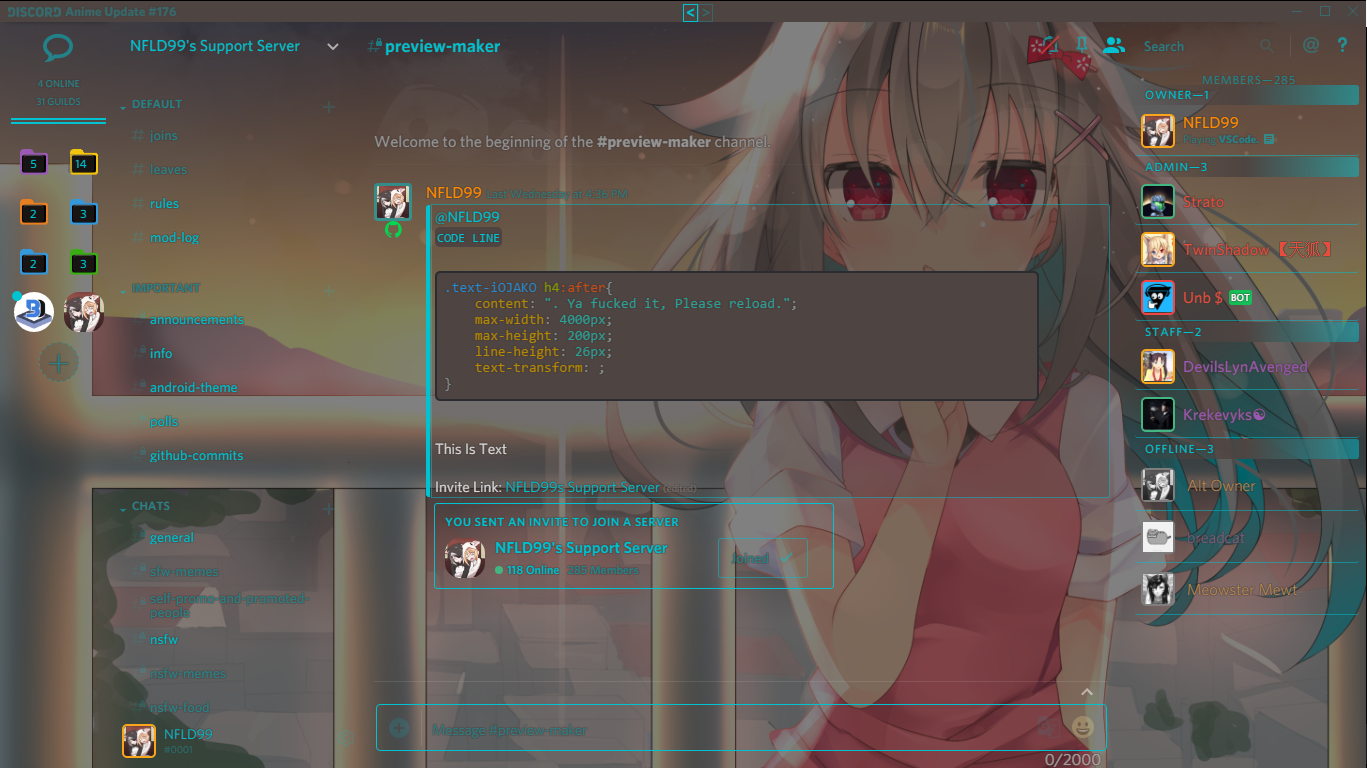 DISCORD Anime Update #176
< >
4 ONLINE
31 GUILDS
5
14
2
3
2
3
NFLD99's Support Server
DEFAULT
joins
leaves
rules
mod-log
IMPORTANT
announcements
info
android-theme
polls
github-commits
CHATS
general
sfw-memes
self-promo-and-promoted-
people
nsfw
nsfw-memes
nsfw-food
NFLD99
#0001
#preview-maker
Search
@ ?
Welcome to the beginning of the #preview-maker channel.
NFLD99 Last Wednesday at 4:36 PM
@NFLD99
CODE LINE
.text-iOJAKO h4:after{
content: ". Ya fucked it, Please reload.";
max-width: 4000px;
max-height: 200px;
line-height: 26px;
text-transform: ;
}
This Is Text
Invite Link: NFLD99s Support Server (edited)
YOU SENT AN INVITE TO JOIN A SERVER
NFLD99's Support Server
118 Online 285 Members
Joined
Message #preview-maker
0/2000
MEMBERS—285
OWNER—1
NFLD99
Playing VSCode.
ADMIN—3
Strato
TwinShadow 【天狐】
Unb $ BOT
STAFF—2
DevilsLynAvenged
Krekevyks☯
OFFLINE—3
Alt Owner
breadcat
Meowster Mewt